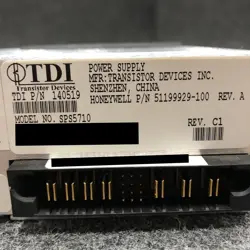 TDI
POWER SUPPLY
Transistor Devices
MFR:TRANSISTOR DEVICES INC.
TDI P/N 140519
SHENZHEN, CHINA
HONEYWELL P/N 51199929-100 REV. A
MODEL NO. SPS5710
REV. C1